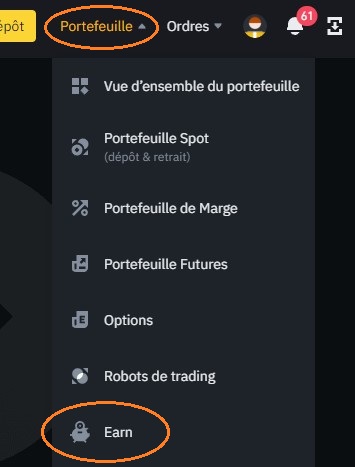 épôt Portefeuille Ordres 61
Vue d’ensemble du portefeuille
Portefeuille Spot
(dépôt & retrait)
Portefeuille de Marge
Portefeuille Futures
Options
Robots de trading
Earn